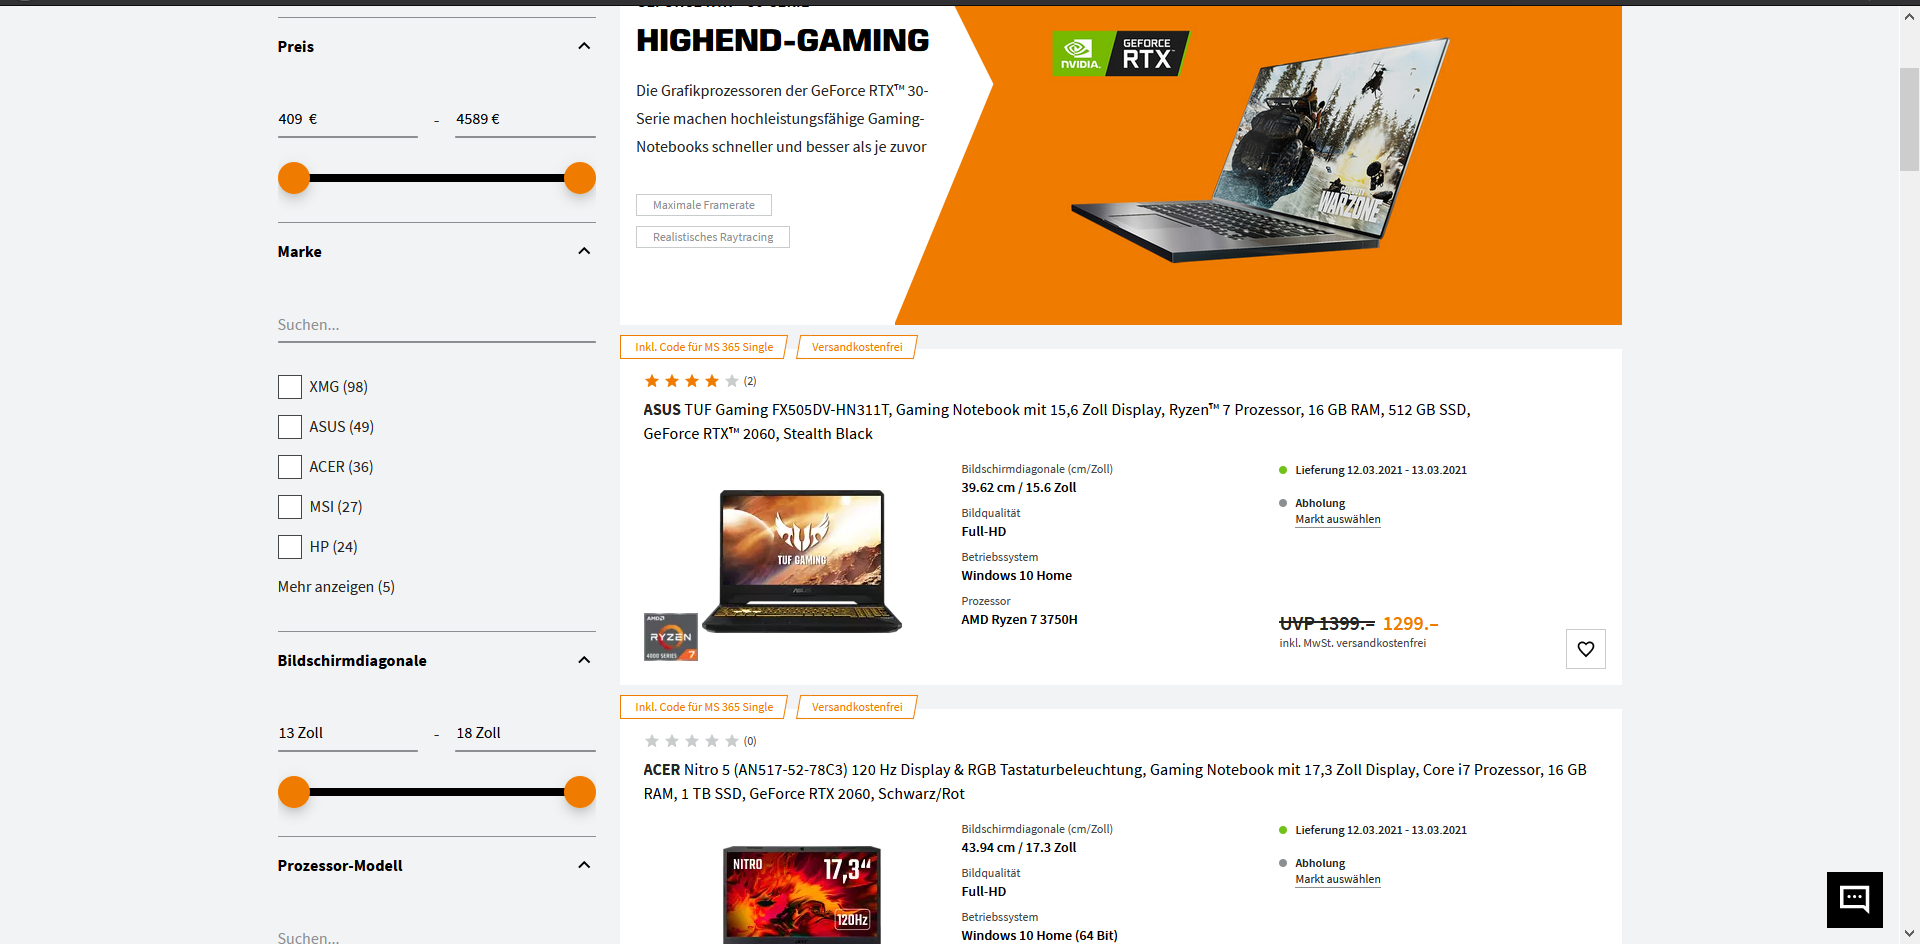 Preis
409 €
-
4589 €
Marke
Suchen...
XMG (98)
ASUS (49)
ACER (36)
MSI (27)
HP (24)
Mehr anzeigen (5)
Bildschirmdiagonale
13 Zoll
-
18 Zoll
Prozessor-Modell
Suchen...
HIGHEND-GAMING
Die Grafikprozessoren der GeForce RTX™ 30-
Serie machen hochleistungsfähige Gaming-
Notebooks schneller und besser als je zuvor
Maximale Framerate
Realistisches Raytracing
NVIDIA.
GEFORCE
RTX™
WARZONE
Inkl. Code für MS 365 Single
Versandkostenfrei
(2)
ASUS TUF Gaming FX505DV-HN311T, Gaming Notebook mit 15,6 Zoll Display, Ryzen™ 7 Prozessor, 16 GB RAM, 512 GB SSD,
GeForce RTX™ 2060, Stealth Black
TUF GAMING
AMD
RYZEN
4000 SERIES 7
Bildschirmdiagonale (cm/Zoll)
39.62 cm / 15.6 Zoll
Bildqualität
Full-HD
Betriebssystem
Windows 10 Home
Prozessor
AMD Ryzen 7 3750H
Lieferung 12.03.2021 - 13.03.2021
Abholung
Markt auswählen
UVP 1399.– 1299.–
inkl. MwSt. versandkostenfrei
Inkl. Code für MS 365 Single
Versandkostenfrei
(0)
ACER Nitro 5 (AN517-52-78C3) 120 Hz Display & RGB Tastaturbeleuchtung, Gaming Notebook mit 17,3 Zoll Display, Core i7 Prozessor, 16 GB
RAM, 1 TB SSD, GeForce RTX 2060, Schwarz/Rot
NITRO
17,3“
120Hz
Bildschirmdiagonale (cm/Zoll)
43.94 cm / 17.3 Zoll
Bildqualität
Full-HD
Betriebssystem
Windows 10 Home (64 Bit)
Lieferung 12.03.2021 - 13.03.2021
Abholung
Markt auswählen